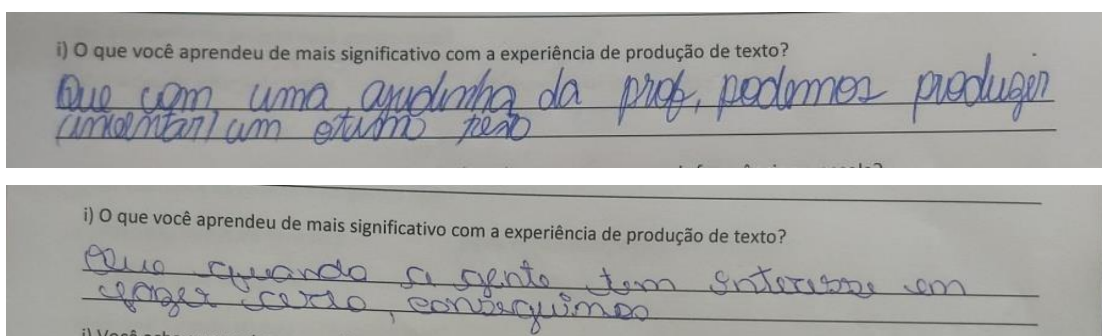 i) O que você aprendeu de mais significativo com a experiência de produção de texto?
Que com uma ajudinha da prof, podemos produzir
um otimo texto
i) O que você aprendeu de mais significativo com a experiência de produção de texto?
Que quando a gente tem interesse em
fazer certo, conseguimos